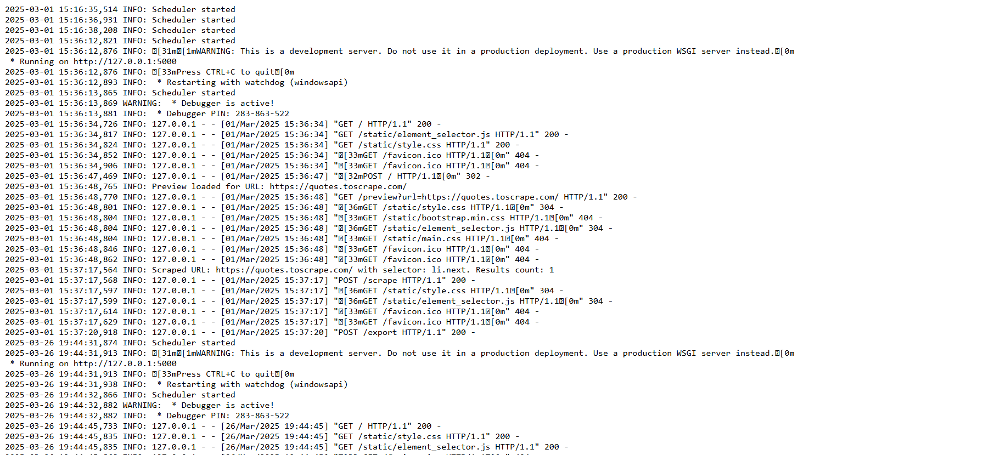 2025-03-01 15:16:35,514 INFO: Scheduler started
2025-03-01 15:16:36,931 INFO: Scheduler started
2025-03-01 15:16:38,208 INFO: Scheduler started
2025-03-01 15:36:12,821 INFO: Scheduler started
2025-03-01 15:36:12,876 INFO: [31m[1mWARNING: This is a development server. Do not use it in a production deployment. Use a production WSGI server instead.[0m
 * Running on http://127.0.0.1:5000
2025-03-01 15:36:12,876 INFO: [33mPress CTRL+C to quit[0m
2025-03-01 15:36:12,893 INFO:  * Restarting with watchdog (windowsapi)
2025-03-01 15:36:13,865 INFO: Scheduler started
2025-03-01 15:36:13,869 WARNING:  * Debugger is active!
2025-03-01 15:36:13,881 INFO:  * Debugger PIN: 283-863-522
2025-03-01 15:36:34,726 INFO: 127.0.0.1 - - [01/Mar/2025 15:36:34] "GET / HTTP/1.1" 200 -
2025-03-01 15:36:34,817 INFO: 127.0.0.1 - - [01/Mar/2025 15:36:34] "GET /static/element_selector.js HTTP/1.1" 200 -
2025-03-01 15:36:34,824 INFO: 127.0.0.1 - - [01/Mar/2025 15:36:34] "GET /static/style.css HTTP/1.1" 200 -
2025-03-01 15:36:34,852 INFO: 127.0.0.1 - - [01/Mar/2025 15:36:34] "[33mGET /favicon.ico HTTP/1.1[0m" 404 -
2025-03-01 15:36:34,906 INFO: 127.0.0.1 - - [01/Mar/2025 15:36:34] "[33mGET /favicon.ico HTTP/1.1[0m" 404 -
2025-03-01 15:36:47,469 INFO: 127.0.0.1 - - [01/Mar/2025 15:36:47] "[32mPOST / HTTP/1.1[0m" 302 -
2025-03-01 15:36:48,765 INFO: Preview loaded for URL: https://quotes.toscrape.com/
2025-03-01 15:36:48,770 INFO: 127.0.0.1 - - [01/Mar/2025 15:36:48] "GET /preview?url=https://quotes.toscrape.com/ HTTP/1.1" 200 -
2025-03-01 15:36:48,801 INFO: 127.0.0.1 - - [01/Mar/2025 15:36:48] "[36mGET /static/style.css HTTP/1.1[0m" 304 -
2025-03-01 15:36:48,804 INFO: 127.0.0.1 - - [01/Mar/2025 15:36:48] "[33mGET /static/bootstrap.min.css HTTP/1.1[0m" 404 -
2025-03-01 15:36:48,804 INFO: 127.0.0.1 - - [01/Mar/2025 15:36:48] "[36mGET /static/element_selector.js HTTP/1.1[0m" 304 -
2025-03-01 15:36:48,804 INFO: 127.0.0.1 - - [01/Mar/2025 15:36:48] "[33mGET /static/main.css HTTP/1.1[0m" 404 -
2025-03-01 15:36:48,846 INFO: 127.0.0.1 - - [01/Mar/2025 15:36:48] "[33mGET /favicon.ico HTTP/1.1[0m" 404 -
2025-03-01 15:36:48,862 INFO: 127.0.0.1 - - [01/Mar/2025 15:36:48] "[33mGET /favicon.ico HTTP/1.1[0m" 404 -
2025-03-01 15:37:17,564 INFO: Scraped URL: https://quotes.toscrape.com/ with selector: li.next. Results count: 1
2025-03-01 15:37:17,568 INFO: 127.0.0.1 - - [01/Mar/2025 15:37:17] "POST /scrape HTTP/1.1" 200 -
2025-03-01 15:37:17,597 INFO: 127.0.0.1 - - [01/Mar/2025 15:37:17] "[36mGET /static/style.css HTTP/1.1[0m" 304 -
2025-03-01 15:37:17,599 INFO: 127.0.0.1 - - [01/Mar/2025 15:37:17] "[36mGET /static/element_selector.js HTTP/1.1[0m" 304 -
2025-03-01 15:37:17,614 INFO: 127.0.0.1 - - [01/Mar/2025 15:37:17] "[33mGET /favicon.ico HTTP/1.1[0m" 404 -
2025-03-01 15:37:17,629 INFO: 127.0.0.1 - - [01/Mar/2025 15:37:17] "[33mGET /favicon.ico HTTP/1.1[0m" 404 -
2025-03-01 15:37:20,918 INFO: 127.0.0.1 - - [01/Mar/2025 15:37:20] "POST /export HTTP/1.1" 200 -
2025-03-26 19:44:31,874 INFO: Scheduler started
2025-03-26 19:44:31,913 INFO: [31m[1mWARNING: This is a development server. Do not use it in a production deployment. Use a production WSGI server instead.[0m
 * Running on http://127.0.0.1:5000
2025-03-26 19:44:31,913 INFO: [33mPress CTRL+C to quit[0m
2025-03-26 19:44:31,938 INFO:  * Restarting with watchdog (windowsapi)
2025-03-26 19:44:32,866 INFO: Scheduler started
2025-03-26 19:44:32,882 WARNING:  * Debugger is active!
2025-03-26 19:44:32,882 INFO:  * Debugger PIN: 283-863-522
2025-03-26 19:44:45,733 INFO: 127.0.0.1 - - [26/Mar/2025 19:44:45] "GET / HTTP/1.1" 200 -
2025-03-26 19:44:45,835 INFO: 127.0.0.1 - - [26/Mar/2025 19:44:45] "GET /static/style.css HTTP/1.1" 200 -
2025-03-26 19:44:45,835 INFO: 127.0.0.1 - - [26/Mar/2025 19:44:45] "GET /static/element_selector.js HTTP/1.1" 200 -